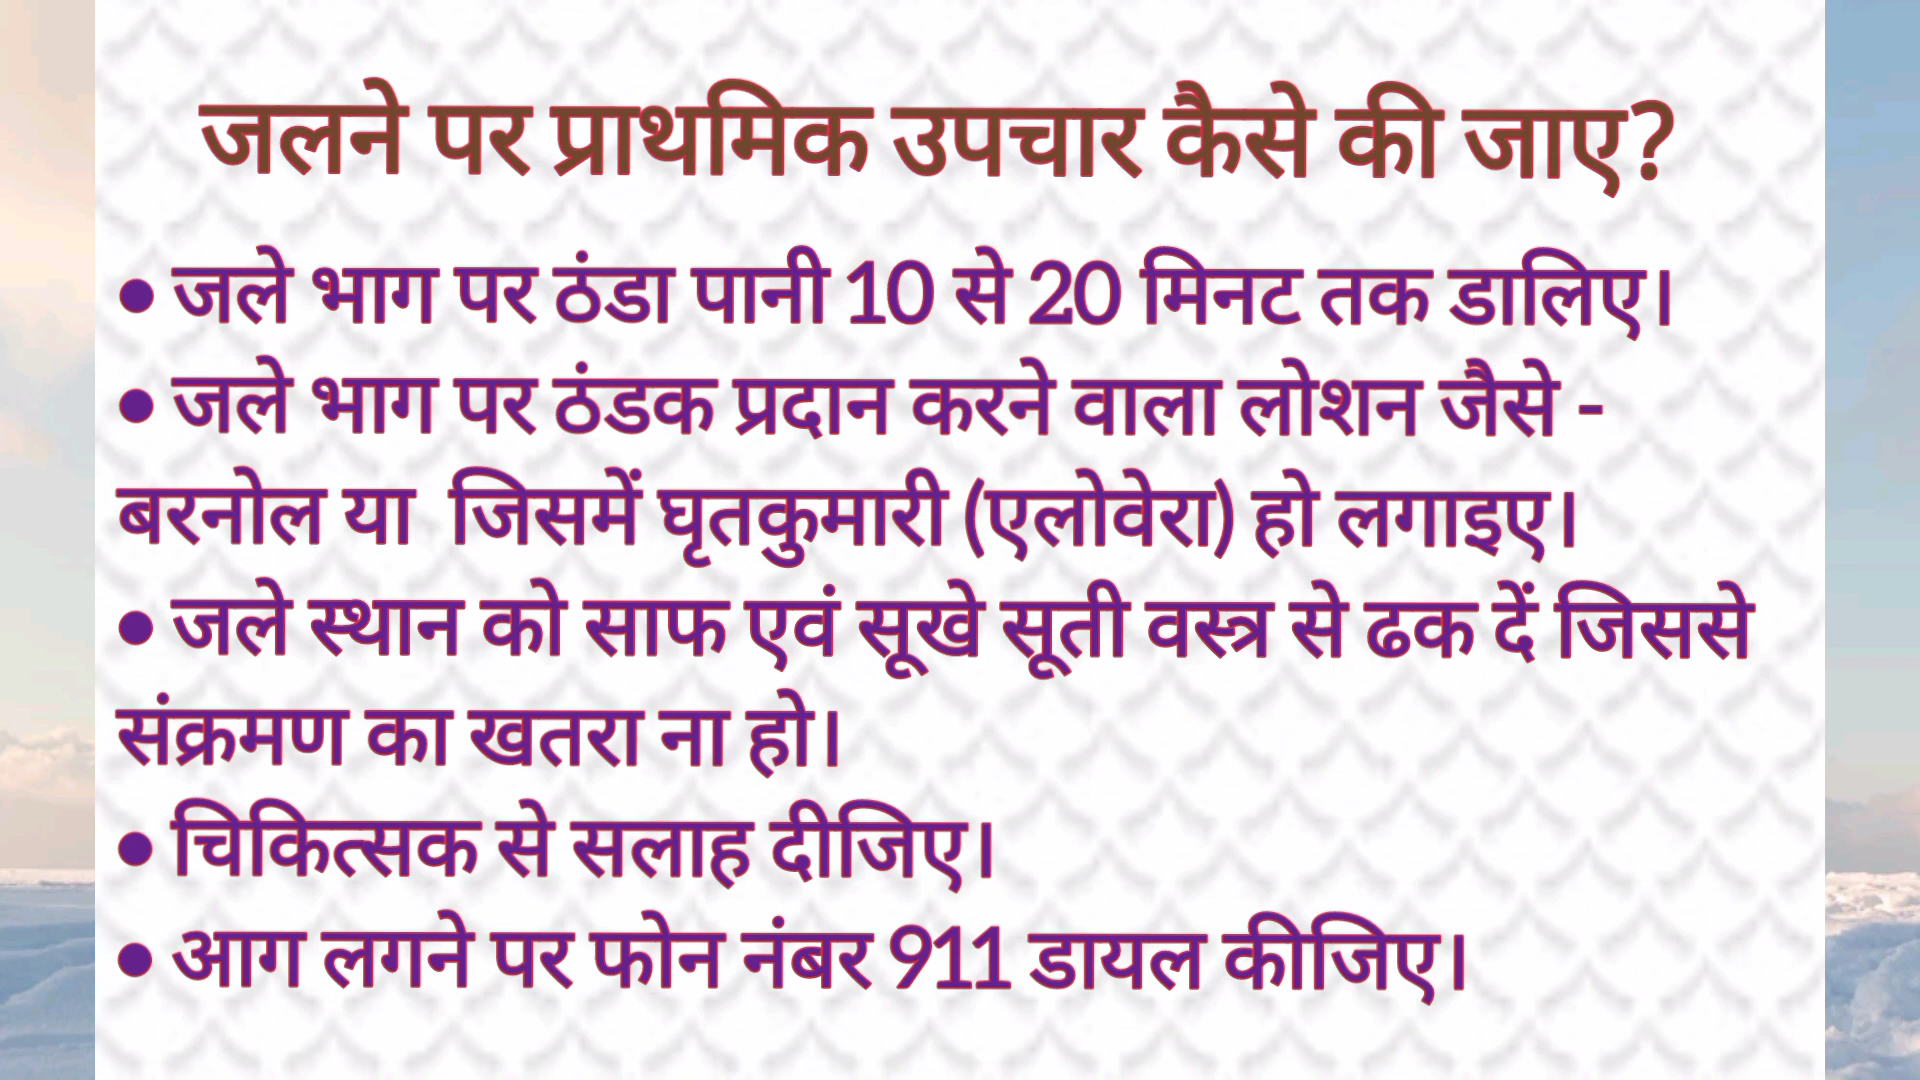 जलने पर प्राथमिक उपचार कैसे की जाए?
• जले भाग पर ठंडा पानी 10 से 20 मिनट तक डालिए।
• जले भाग पर ठंडक प्रदान करने वाला लोशन जैसे -
बरनोल या जिसमें घृतकुमारी (एलोवेरा) हो लगाइए।
• जले स्थान को साफ एवं सूखे सूती वस्त्र से ढक दें जिससे
संक्रमण का खतरा ना हो।
• चिकित्सक से सलाह दीजिए।
• आग लगने पर फोन नंबर 911 डायल कीजिए।